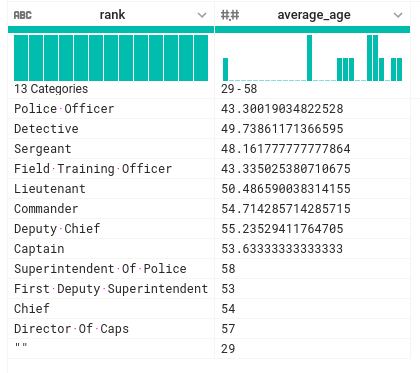 ABC rank #.# average_age
13 Categories 29 - 58
Police·Officer 43.30019034822528
Detective 49.73861171366595
Sergeant 48.161777777777864
Field·Training·Officer 43.335025380710675
Lieutenant 50.486590038314155
Commander 54.714285714285715
Deputy·Chief 55.23529411764705
Captain 53.63333333333333
Superintendent·Of·Police 58
First·Deputy·Superintendent 53
Chief 54
Director·Of·Caps 57
"" 29